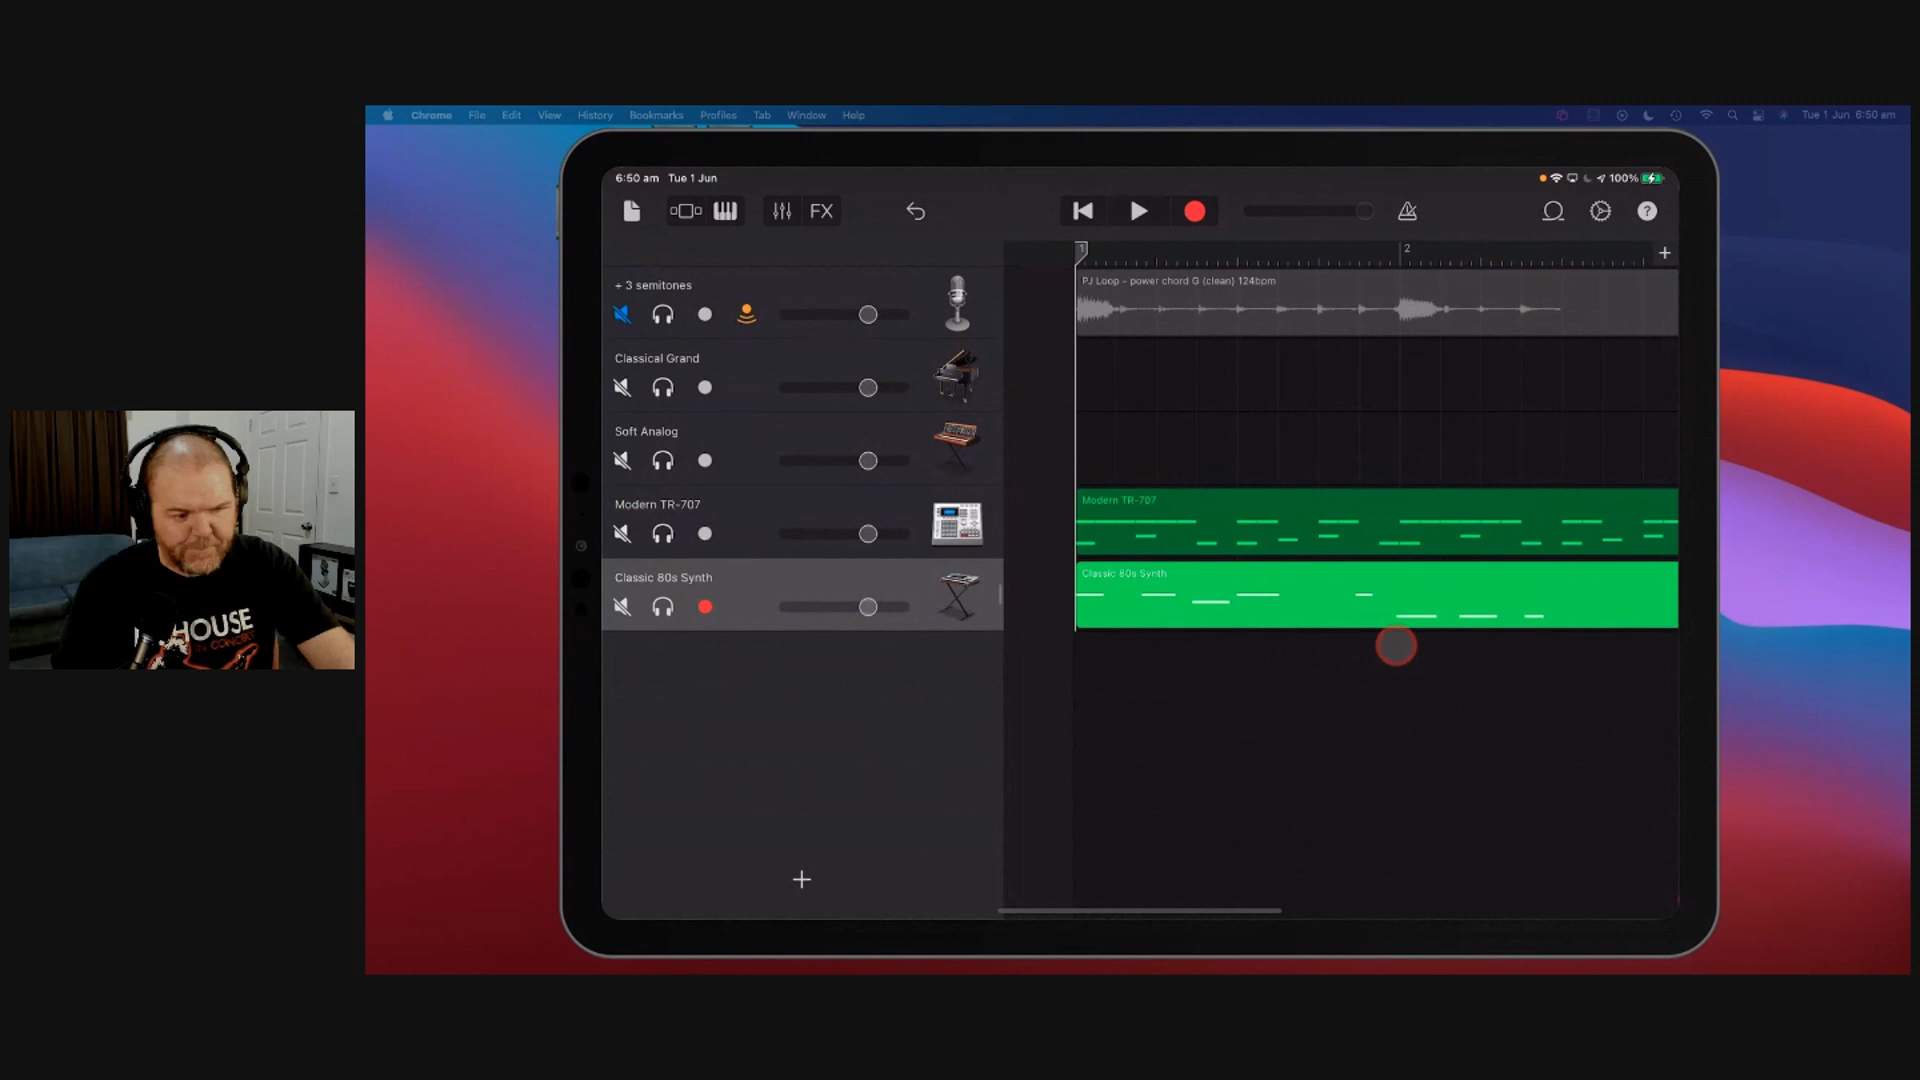 Chrome File Edit View History Bookmarks Profiles Tab Window Help
Tue 1 Jun 6:50 am
6:50 am Tue 1 Jun
100%
FX
?
1
2
+ 3 semitones
PJ Loop - power chord G (clean) 124bpm
Classical Grand
Soft Analog
Modern TR-707
Modern TR-707
Classic 80s Synth
Classic 80s Synth
HOUSE
IN CONCERT